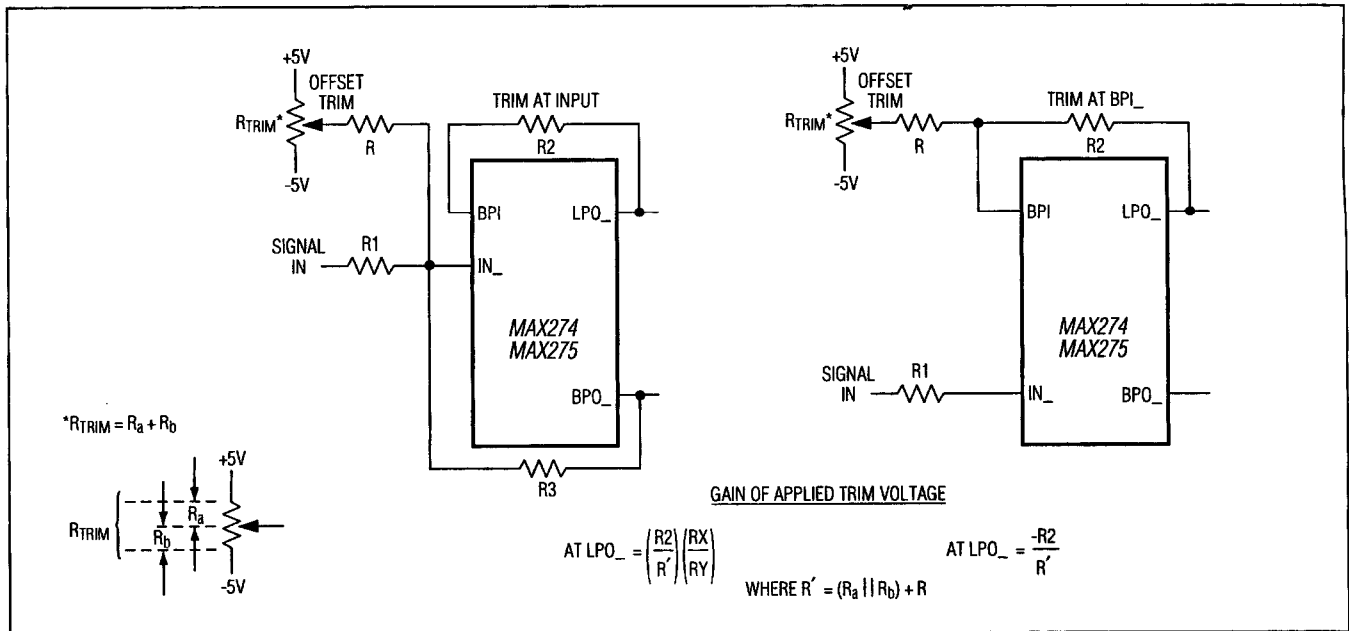 +5V
OFFSET
TRIM
RTRIM*
R
-5V
TRIM AT INPUT
R2
BPI
LPO_
SIGNAL
IN
R1
IN_
MAX274
MAX275
BPO_
R3
+5V
OFFSET
TRIM
RTRIM*
R
-5V
TRIM AT BPI_
R2
BPI
LPO_
MAX274
MAX275
SIGNAL
IN
R1
IN_
BPO_
*RTRIM = Ra + Rb
+5V
RTRIM
Ra
Rb
-5V
GAIN OF APPLIED TRIM VOLTAGE
AT LPO_ = (R2/R′) (RX/RY)
AT LPO_ = -R2/R′
WHERE R′ = (Ra || Rb) + R